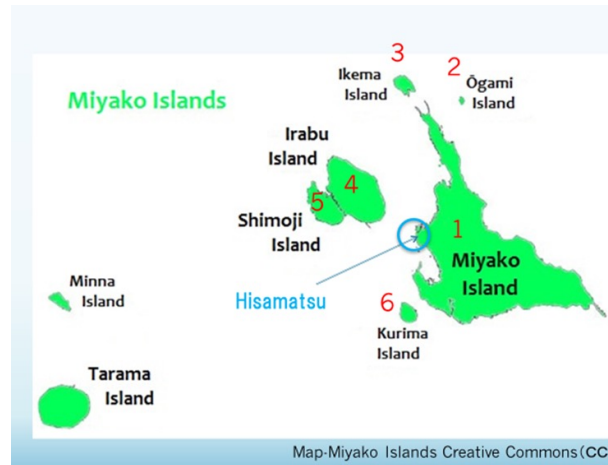 3
2
Ikema
Island
Ōgami
Island
Miyako Islands
Irabu
Island
4
5
Shimoji
Island
1
Miyako
Island
Minna
Island
Hisamatsu
6
Kurima
Island
Tarama
Island
Map-Miyako Islands Creative Commons(CC